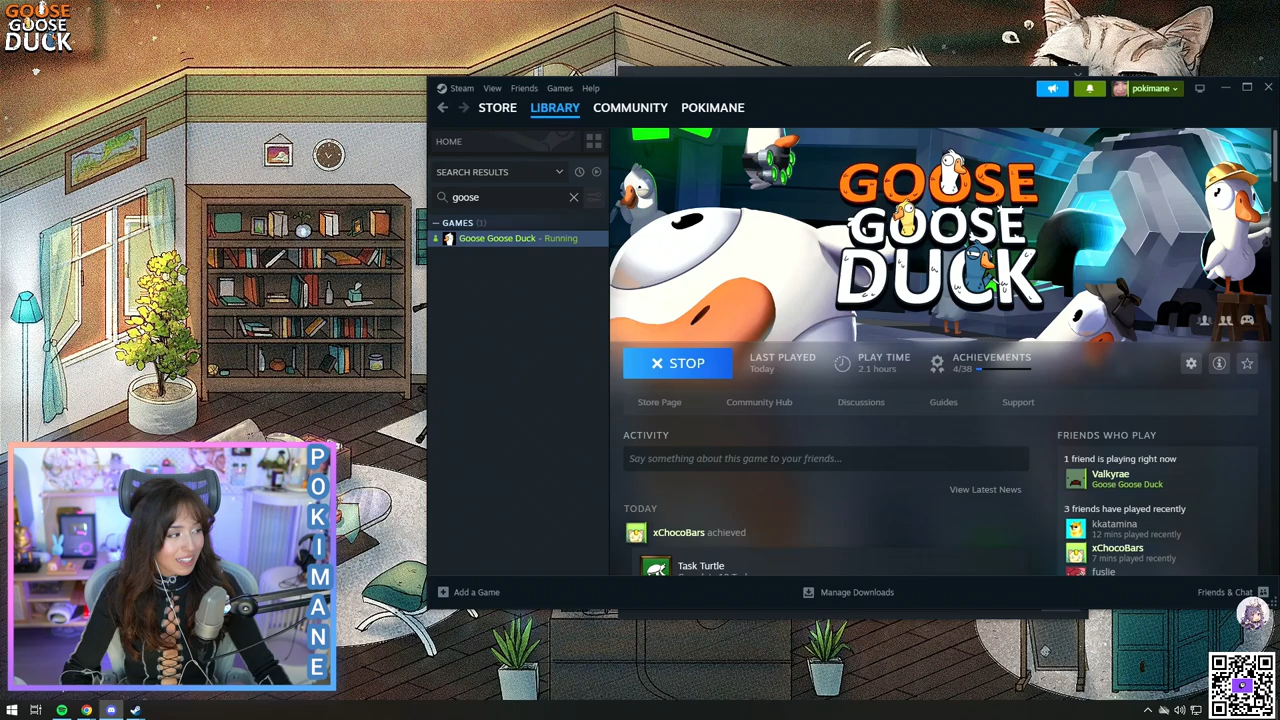 GOOSE
GOOSE
DUCK
Steam View Friends Games Help
pokimane
STORE LIBRARY COMMUNITY POKIMANE
HOME
SEARCH RESULTS
goose
GAMES (1)
Goose Goose Duck - Running
GOOSE
GOOSE
DUCK
STOP
LAST PLAYED
Today
PLAY TIME
2.1 hours
ACHIEVEMENTS
4/38
Store Page Community Hub Discussions Guides Support
ACTIVITY
Say something about this game to your friends...
View Latest News
TODAY
xChocoBars achieved
Task Turtle
FRIENDS WHO PLAY
1 friend is playing right now
Valkyrae
Goose Goose Duck
3 friends have played recently
kkatamina
12 mins played recently
xChocoBars
7 mins played recently
fuslie
Add a Game
Manage Downloads
Friends & Chat
POKIMANE